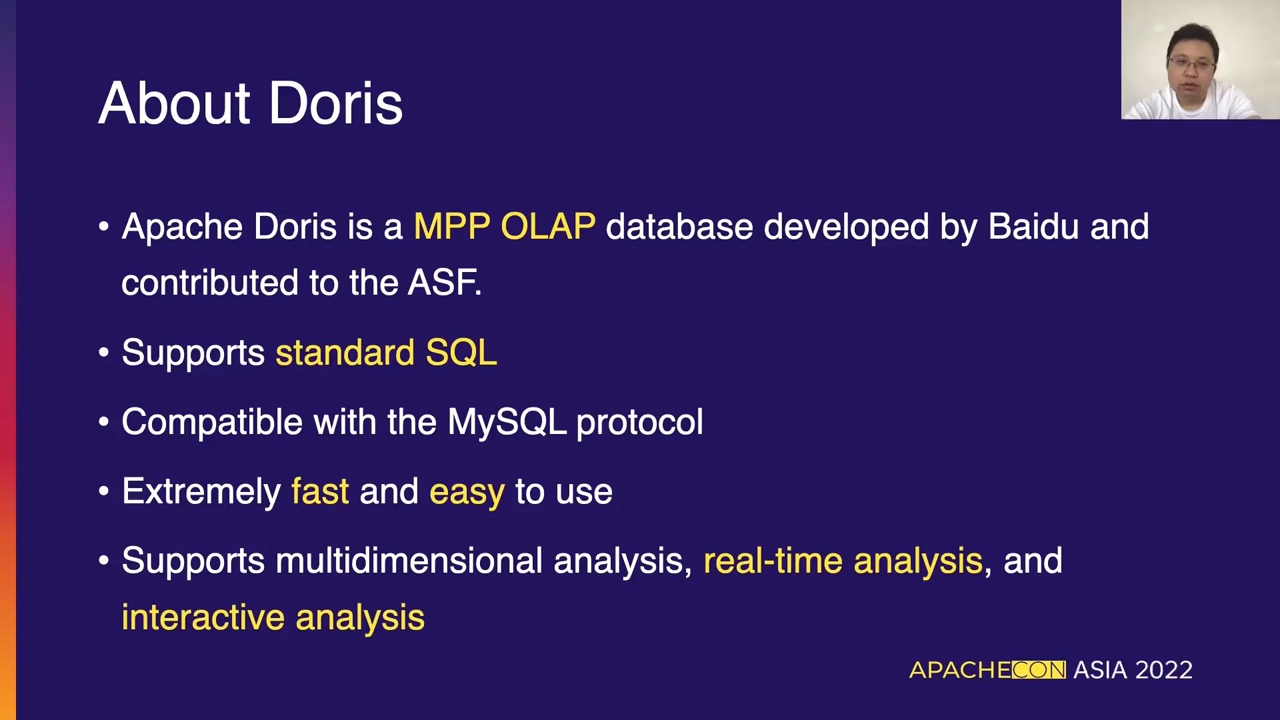 About Doris
• Apache Doris is a MPP OLAP database developed by Baidu and
contributed to the ASF.
• Supports standard SQL
• Compatible with the MySQL protocol
• Extremely fast and easy to use
• Supports multidimensional analysis, real-time analysis, and
interactive analysis
APACHECON ASIA 2022